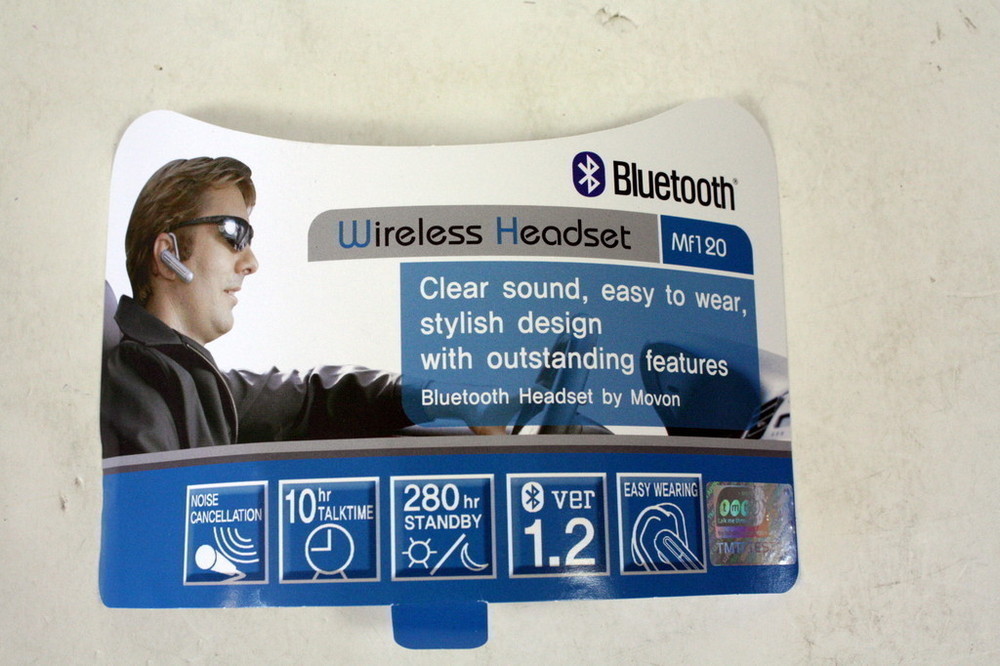 Bluetooth®
Wireless Headset
Mf120
Clear sound, easy to wear,
stylish design
with outstanding features
Bluetooth Headset by Movon
NOISE
CANCELLATION
10hr
TALKTIME
280hr
STANDBY
ver
1.2
EASY WEARING